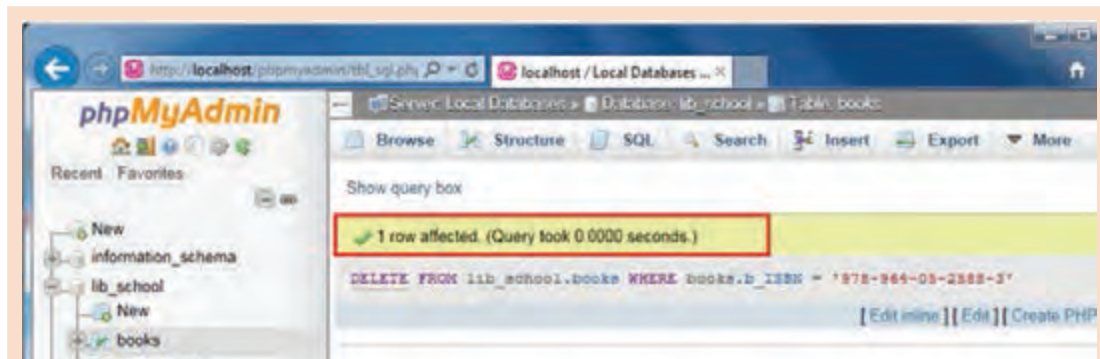 http://localhost/phpmyadmin/tbl_sql.php
localhost / Local Databases ...
phpMyAdmin
Server: Local Databases » Database: lib_school » Table: books
Browse Structure SQL Search Insert Export More
Recent Favorites
Show query box
New
1 row affected. (Query took 0.0000 seconds.)
information_schema
lib_school
DELETE FROM lib_school.books WHERE books.b_ISBN = '978-964-05-2588-3'
New
[ Edit inline ] [ Edit ] [ Create PHP
books